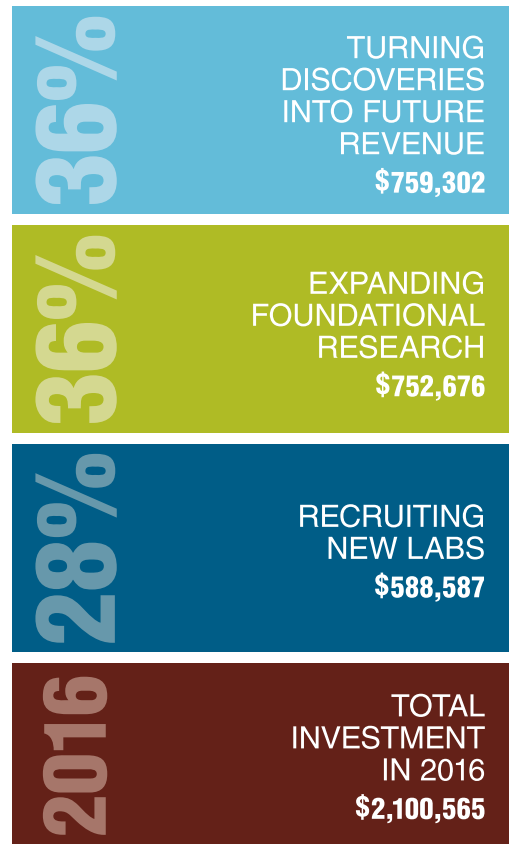 36%
TURNING
DISCOVERIES
INTO FUTURE
REVENUE
$759,302
36%
EXPANDING
FOUNDATIONAL
RESEARCH
$752,676
28%
RECRUITING
NEW LABS
$588,587
2016
TOTAL
INVESTMENT
IN 2016
$2,100,565